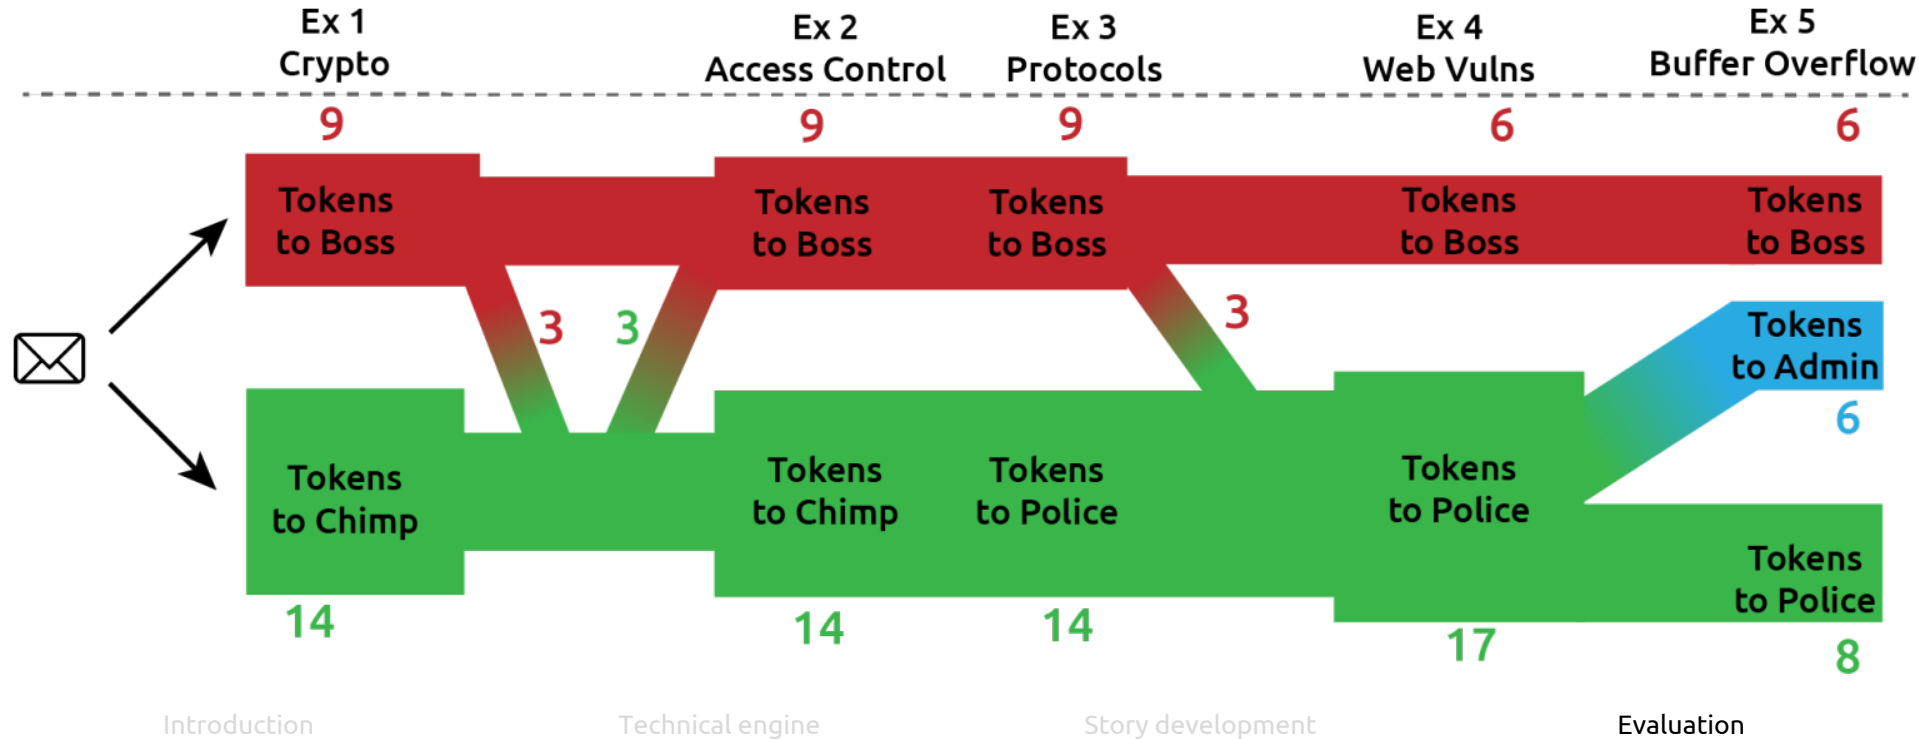 Ex 1
Crypto
Ex 2
Access Control
Ex 3
Protocols
Ex 4
Web Vulns
Ex 5
Buffer Overflow
9
9
9
6
6
Tokens
to Boss
Tokens
to Boss
Tokens
to Boss
Tokens
to Boss
Tokens
to Boss
3
3
3
Tokens
to Admin
6
Tokens
to Chimp
Tokens
to Chimp
Tokens
to Police
Tokens
to Police
Tokens
to Police
14
14
14
17
8
Introduction
Technical engine
Story development
Evaluation